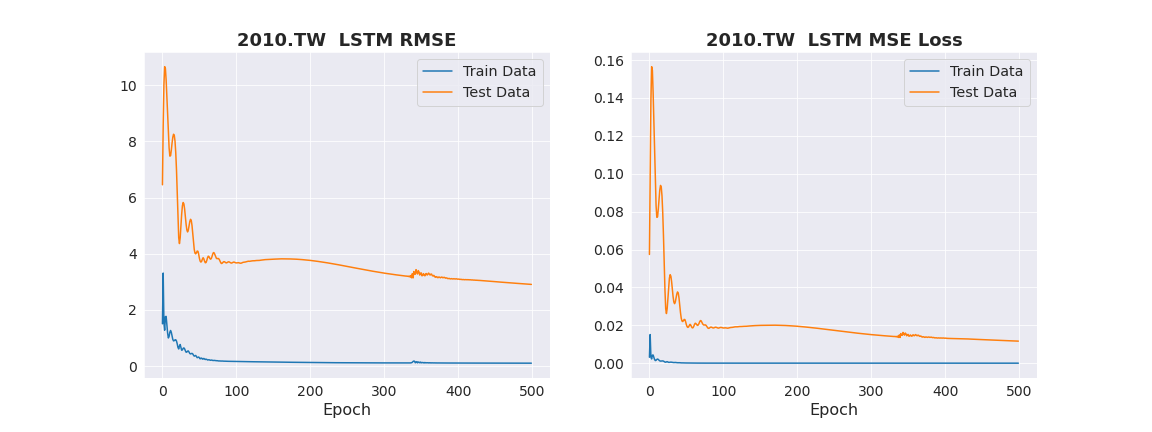 2010.TW  LSTM RMSE
Train Data
Test Data
10
8
6
4
2
0
0 100 200 300 400 500
Epoch
2010.TW  LSTM MSE Loss
Train Data
Test Data
0.16
0.14
0.12
0.10
0.08
0.06
0.04
0.02
0.00
0 100 200 300 400 500
Epoch